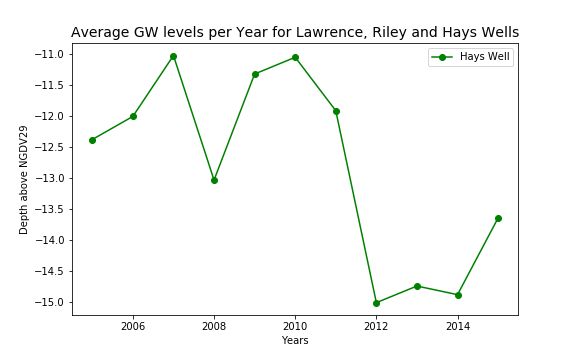 Average GW levels per Year for Lawrence, Riley and Hays Wells
Hays Well
Depth above NGDV29
−11.0
−11.5
−12.0
−12.5
−13.0
−13.5
−14.0
−14.5
−15.0
2006 2008 2010 2012 2014
Years